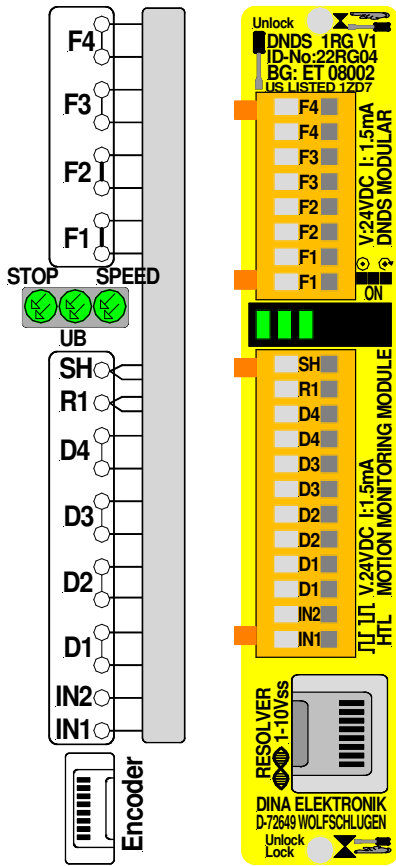 F4
F3
F2
F1
STOP SPEED
UB
SH
R1
D4
D3
D2
D1
IN2
IN1
Encoder
Unlock
DNDS 1RG V1
ID-No:22RG04
BG: ET 08002
US LISTED 1ZD7
F4
F4
F3
F3
F2
F2
F1
F1
V:24VDC I: 1.5mA
DNDS MODULAR
ON
SH
R1
D4
D4
D3
D3
D2
D2
D1
D1
IN2
IN1
V.24VDC I:1.5mA
HTL MOTION MONITORING MODULE
RESOLVER
1-10Vss
DINA ELEKTRONIK
D-72649 WOLFSCHLUGEN
Unlock
Lock